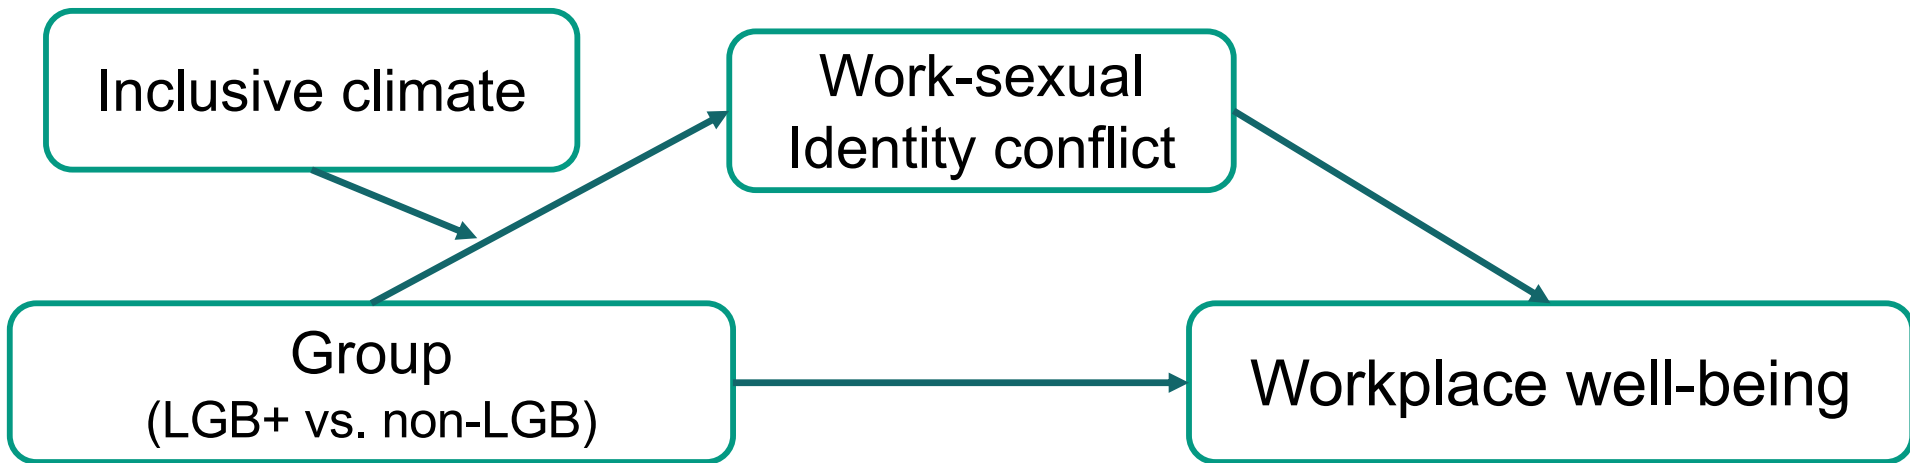 Inclusive climate
Work-sexual
Identity conflict
Group
(LGB+ vs. non-LGB)
Workplace well-being